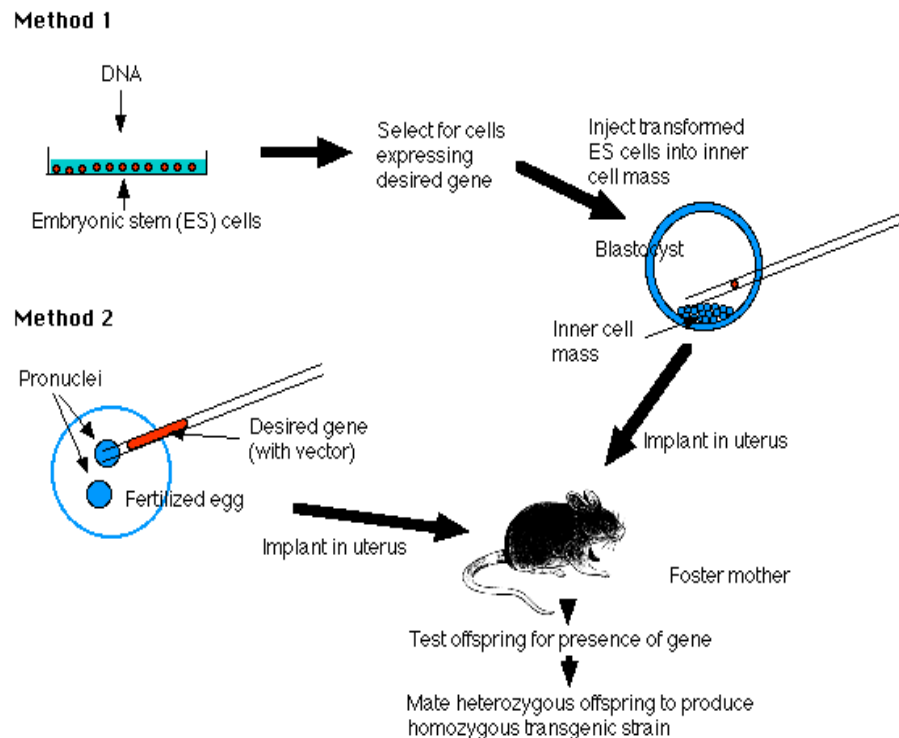 Method 1
DNA
Embryonic stem (ES) cells
Select for cells
expressing
desired gene
Inject transformed
ES cells into inner
cell mass
Blastocyst
Inner cell
mass
Implant in uterus
Method 2
Pronuclei
Desired gene
(with vector)
Fertilized egg
Implant in uterus
Foster mother
Test offspring for presence of gene
Mate heterozygous offspring to produce
homozygous transgenic strain